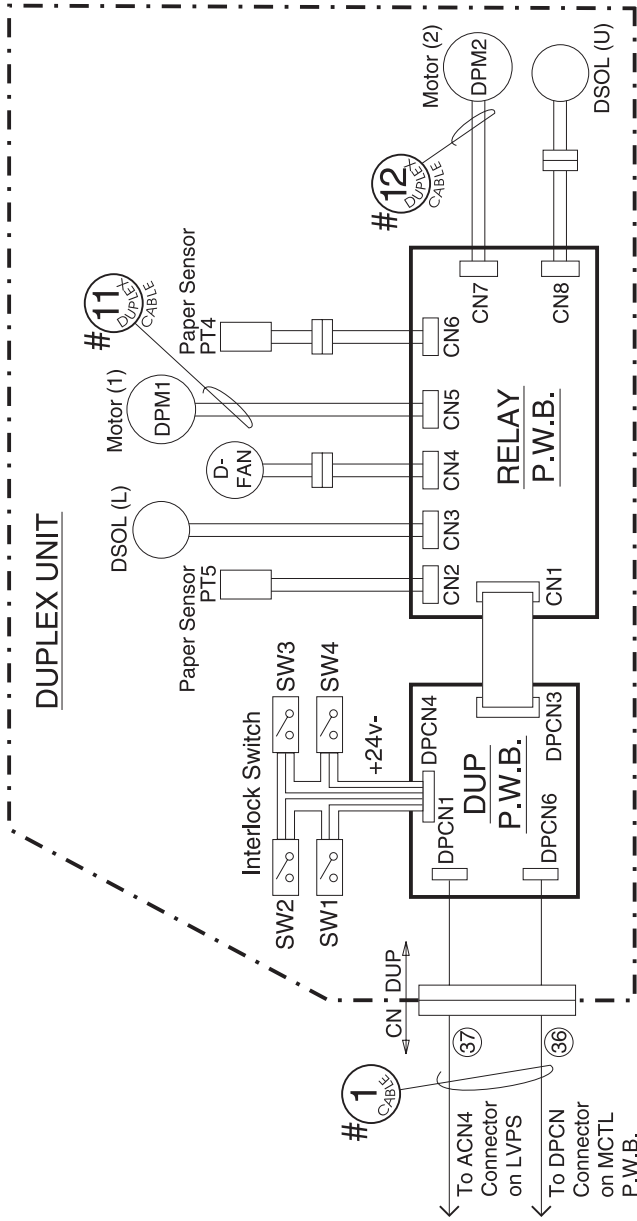 DUPLEX UNIT
Interlock Switch
SW2
SW3
SW1
SW4
+24v-
Paper Sensor
PT5
DSOL (L)
D-
FAN
Motor (1)
DPM1
#11
DUPLEX
CABLE
Paper Sensor
PT4
#12
DUPLEX
CABLE
Motor (2)
DPM2
DSOL (U)
DPCN1
DPCN4
DUP
P.W.B.
DPCN6
DPCN3
CN2
CN3
CN4
CN5
CN6
CN7
CN8
CN1
RELAY
P.W.B.
CN
DUP
#1
CABLE
37
36
To ACN4
Connector
on LVPS
To DPCN
Connector
on MCTL
P.W.B.